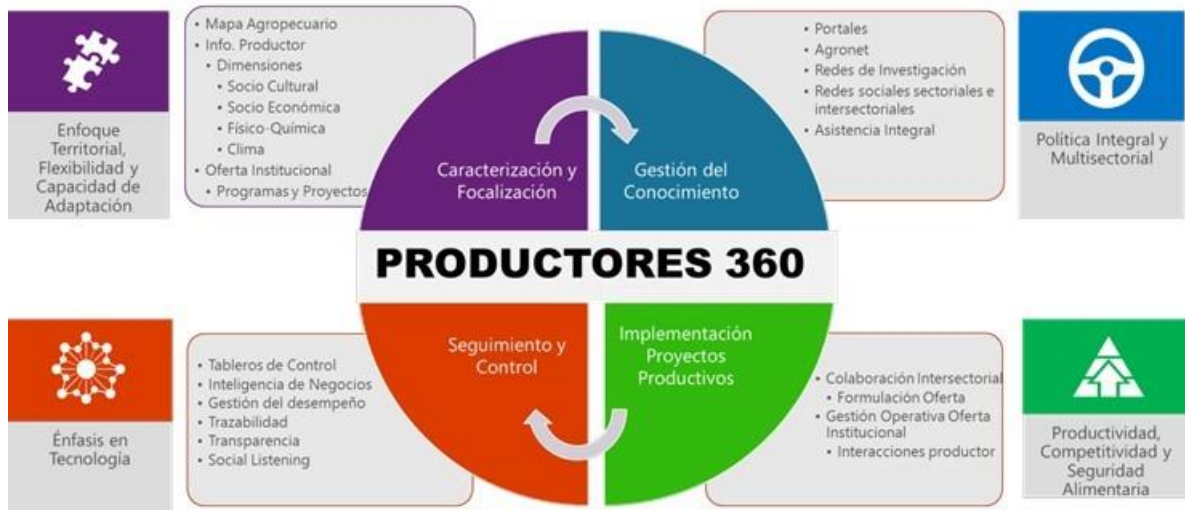 Enfoque
Territorial,
Flexibilidad y
Capacidad de
Adaptación
• Mapa Agropecuario
• Info. Productor
• Dimensiones
• Socio Cultural
• Socio Económica
• Físico-Química
• Clima
• Oferta Institucional
• Programas y Proyectos
Caracterización y
Focalización
Gestión del
Conocimiento
• Portales
• Agronet
• Redes de Investigación
• Redes sociales sectoriales e
intersectoriales
• Asistencia Integral
Política Integral y
Multisectorial
PRODUCTORES 360
Énfasis en
Tecnología
• Tableros de Control
• Inteligencia de Negocios
• Gestión del desempeño
• Trazabilidad
• Transparencia
• Social Listening
Seguimiento y
Control
Implementación
Proyectos
Productivos
• Colaboración Intersectorial
• Formulación Oferta
• Gestión Operativa Oferta
Institucional
• Interacciones productor
Productividad,
Competitividad y
Seguridad
Alimentaria